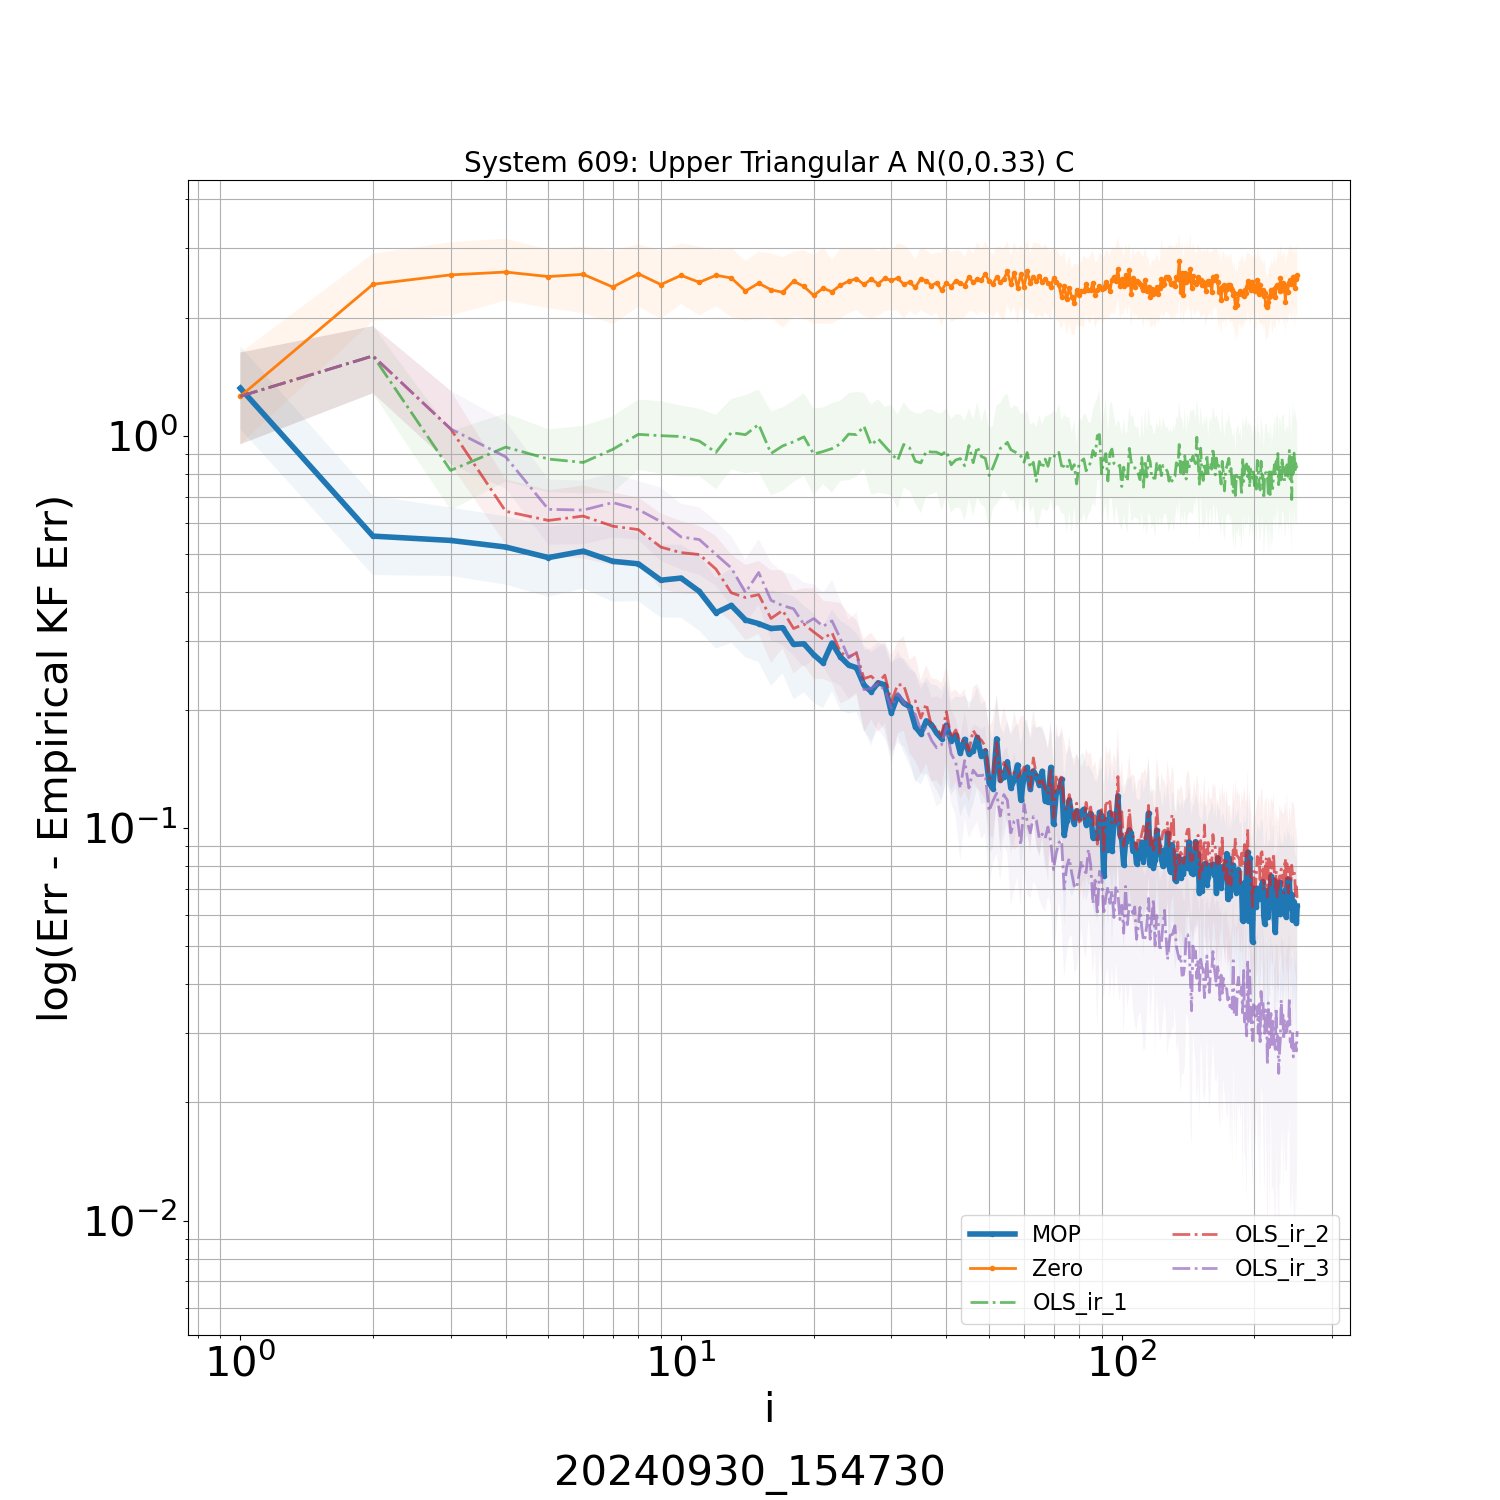 System 609: Upper Triangular A N(0,0.33) C
log(Err - Empirical KF Err)
10⁰
10⁻¹
10⁻²
MOP
Zero
OLS_ir_1
OLS_ir_2
OLS_ir_3
10⁰ 10¹ 10²
i
20240930_154730